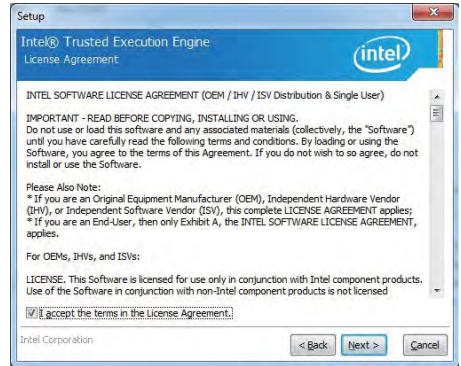 Setup
Intel® Trusted Execution Engine
License Agreement
intel
INTEL SOFTWARE LICENSE AGREEMENT (OEM / IHV / ISV Distribution & Single User)
IMPORTANT - READ BEFORE COPYING, INSTALLING OR USING.
Do not use or load this software and any associated materials (collectively, the "Software")
until you have carefully read the following terms and conditions. By loading or using the
Software, you agree to the terms of this Agreement. If you do not wish to so agree, do not
install or use the Software.
Please Also Note:
* If you are an Original Equipment Manufacturer (OEM), Independent Hardware Vendor
(IHV), or Independent Software Vendor (ISV), this complete LICENSE AGREEMENT applies;
* If you are an End-User, then only Exhibit A, the INTEL SOFTWARE LICENSE AGREEMENT,
applies.
For OEMs, IHVs, and ISVs:
LICENSE. This Software is licensed for use only in conjunction with Intel component products.
Use of the Software in conjunction with non-Intel component products is not licensed
I accept the terms in the License Agreement.
Intel Corporation
< Back Next > Cancel